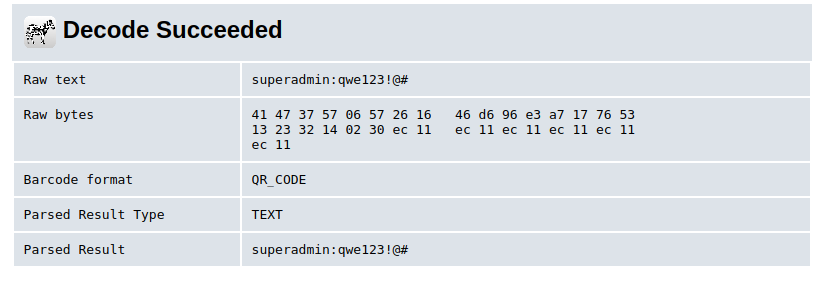 Decode Succeeded
Raw text superadmin:qwe123!@#
Raw bytes 41 47 37 57 06 57 26 16 46 d6 96 e3 a7 17 76 53
13 23 32 14 02 30 ec 11 ec 11 ec 11 ec 11 ec 11
ec 11
Barcode format QR_CODE
Parsed Result Type TEXT
Parsed Result superadmin:qwe123!@#